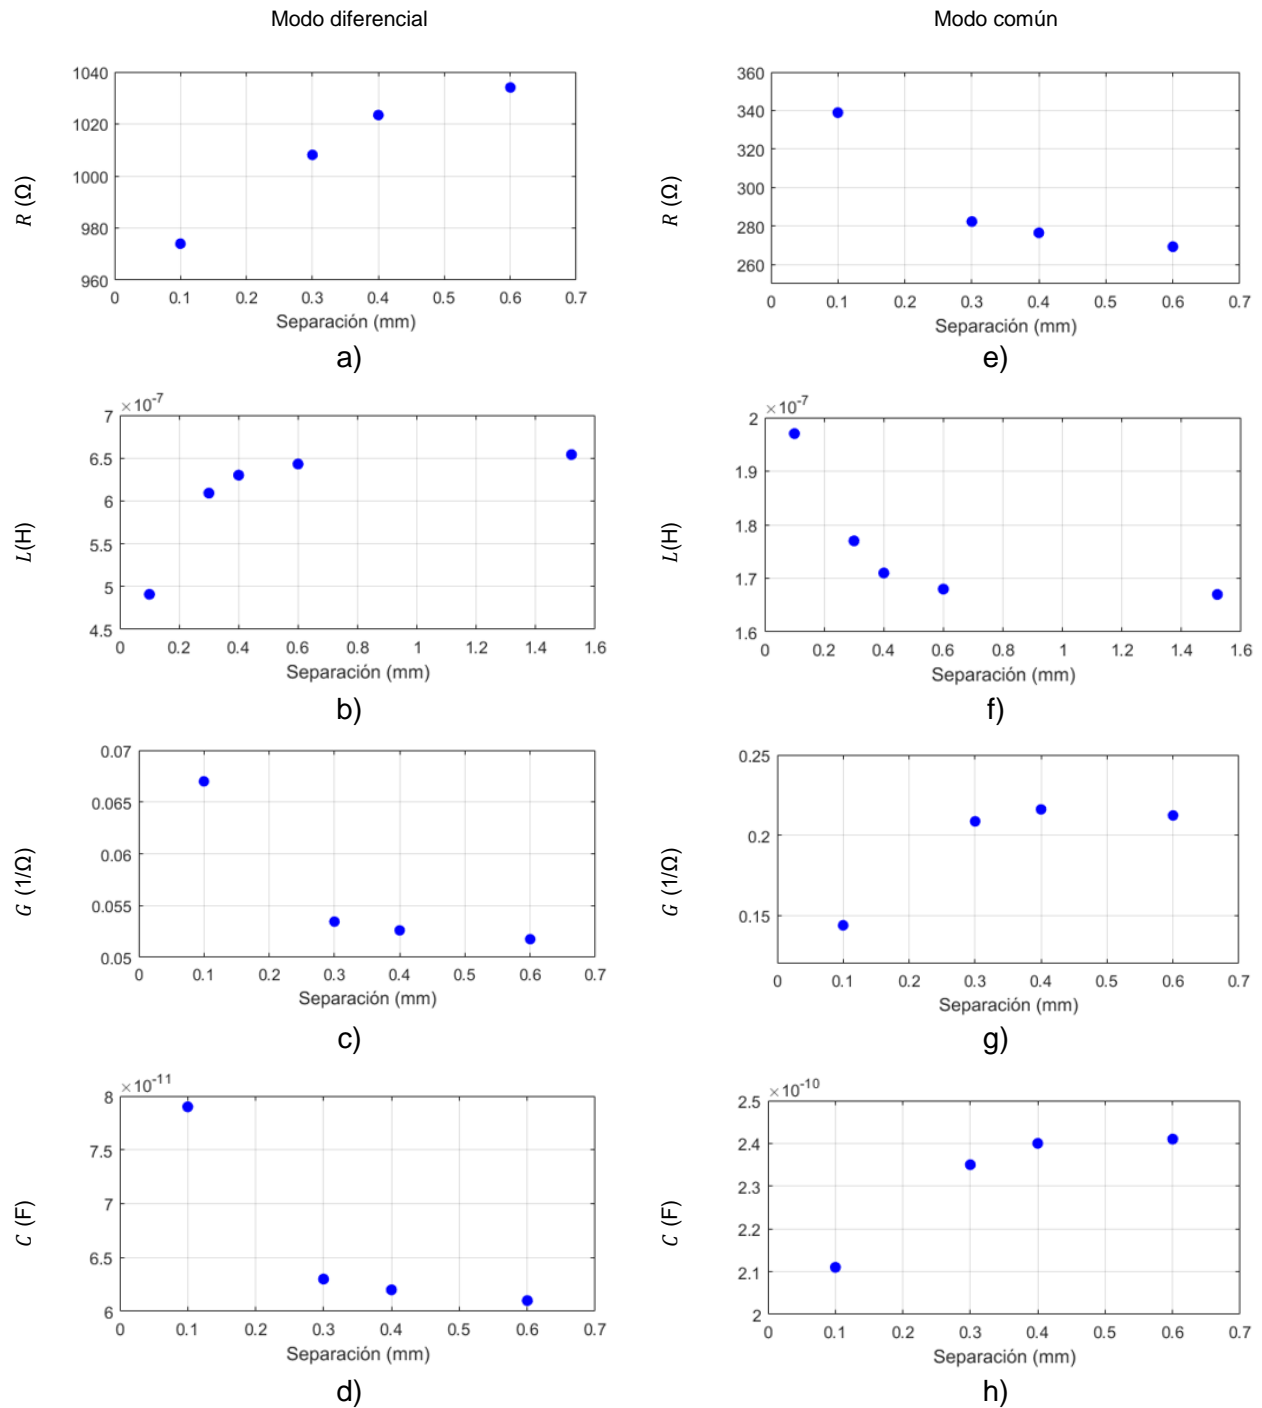 Modo diferencial
Modo común
1040
1020
1000
980
960
R (Ω)
0 0.1 0.2 0.3 0.4 0.5 0.6 0.7
Separación (mm)
a)
360
340
320
300
280
260
R (Ω)
0 0.1 0.2 0.3 0.4 0.5 0.6 0.7
Separación (mm)
e)
×10-7
7
6.5
6
5.5
5
4.5
L(H)
0 0.2 0.4 0.6 0.8 1 1.2 1.4 1.6
Separación (mm)
b)
×10-7
2
1.9
1.8
1.7
1.6
L(H)
0 0.2 0.4 0.6 0.8 1 1.2 1.4 1.6
Separación (mm)
f)
0.07
0.065
0.06
0.055
0.05
G (1/Ω)
0 0.1 0.2 0.3 0.4 0.5 0.6 0.7
Separación (mm)
c)
0.25
0.2
0.15
G (1/Ω)
0 0.1 0.2 0.3 0.4 0.5 0.6 0.7
Separación (mm)
g)
×10-11
8
7.5
7
6.5
6
C (F)
0 0.1 0.2 0.3 0.4 0.5 0.6 0.7
Separación (mm)
d)
×10-10
2.5
2.4
2.3
2.2
2.1
2
C (F)
0 0.1 0.2 0.3 0.4 0.5 0.6 0.7
Separación (mm)
h)